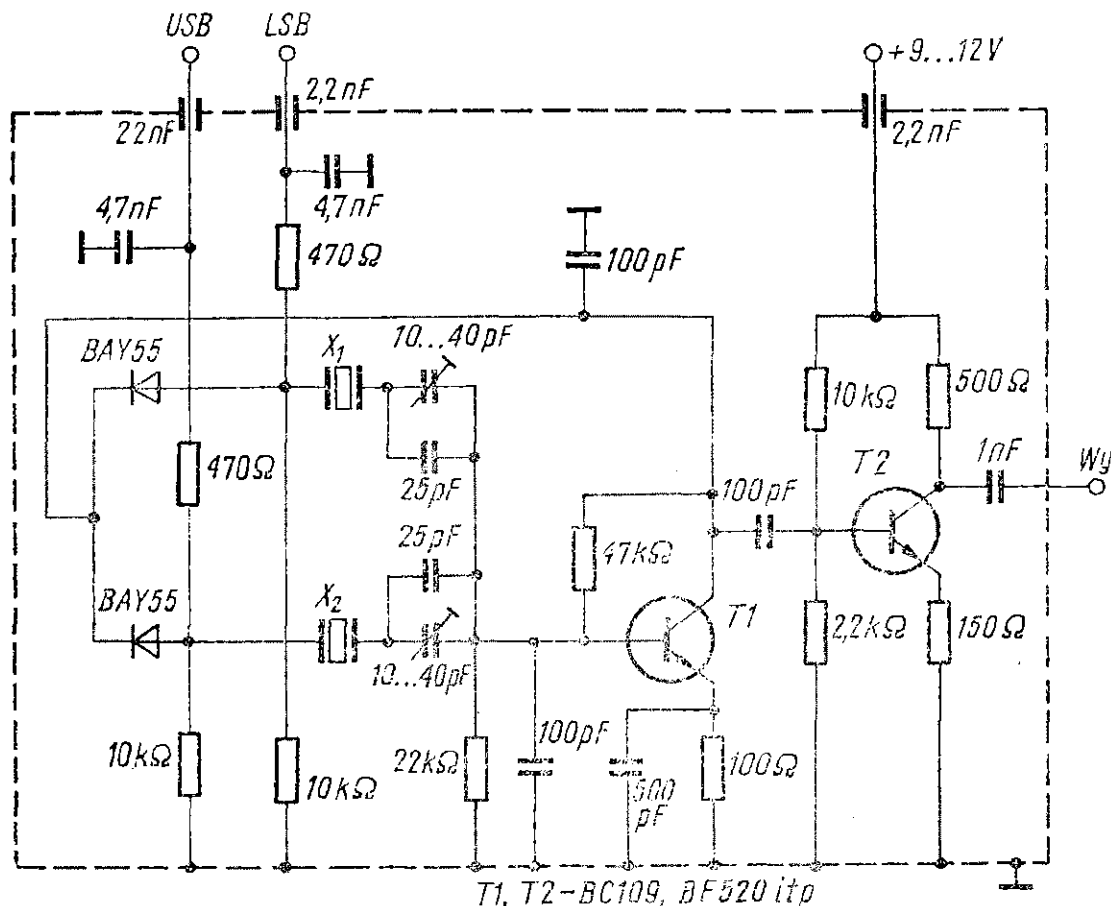 USB
LSB
+9...12V
22nF
2,2nF
2,2nF
4,7nF
4,7nF
470Ω
100pF
BAY55
X1
10...40pF
10kΩ
500Ω
470Ω
25pF
T2
1nF
Wy
100pF
25pF
47kΩ
BAY55
X2
T1
2,2kΩ
150Ω
10...40pF
10kΩ
10kΩ
22kΩ
100pF
500
pF
100Ω
T1, T2-BC109, BF520 itp